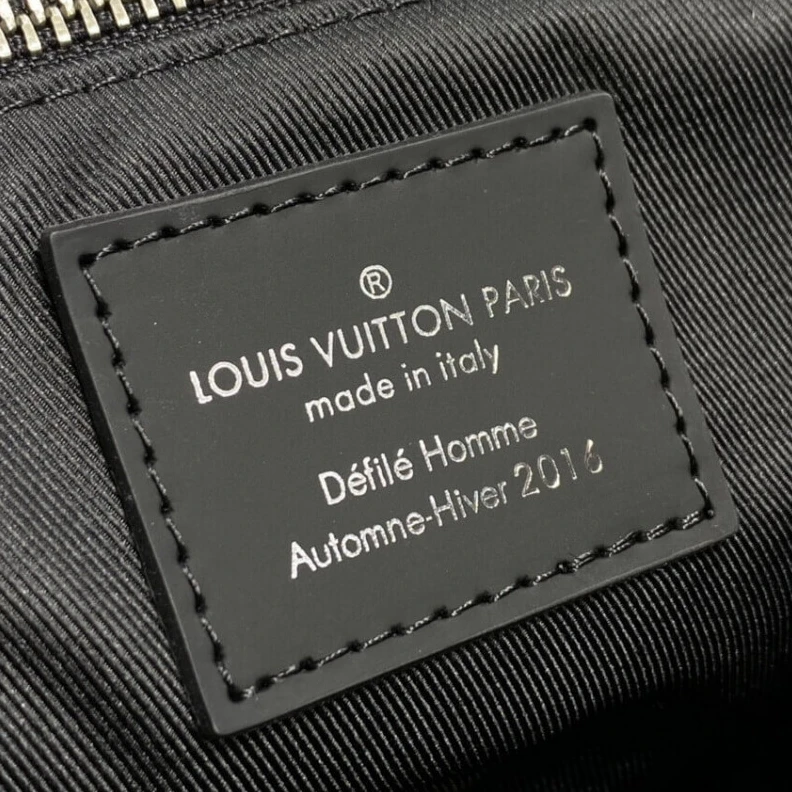 ®
LOUIS VUITTON PARIS
made in italy
Défilé Homme
Automne-Hiver 2016